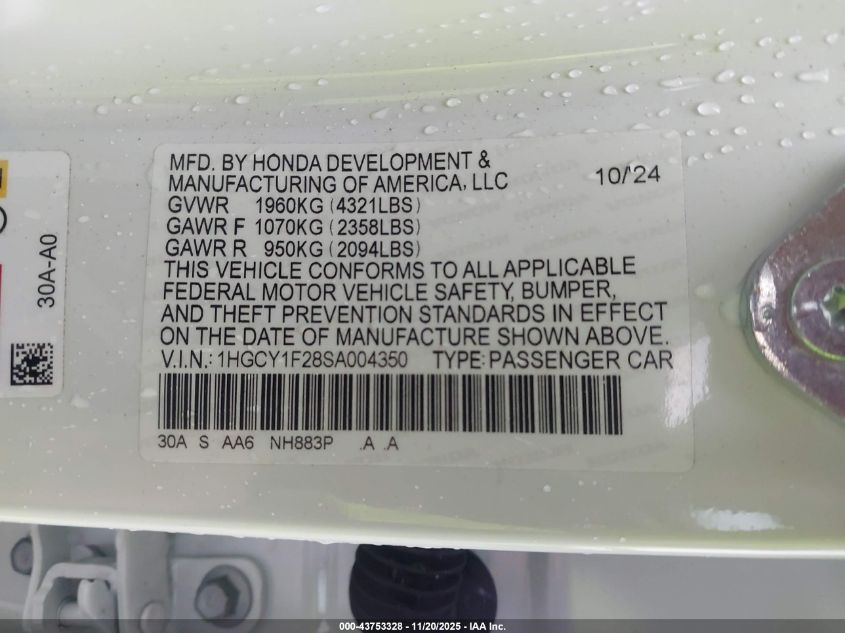 MFD. BY HONDA DEVELOPMENT &
MANUFACTURING OF AMERICA, LLC 10/24
GVWR 1960KG (4321LBS)
GAWR F 1070KG (2358LBS)
GAWR R 950KG (2094LBS)
THIS VEHICLE CONFORMS TO ALL APPLICABLE
FEDERAL MOTOR VEHICLE SAFETY, BUMPER,
AND THEFT PREVENTION STANDARDS IN EFFECT
ON THE DATE OF MANUFACTURE SHOWN ABOVE.
V.I.N.: 1HGCY1F28SA004350 TYPE: PASSENGER CAR
30A S AA6 NH883P .A .A
30A-A0
000-43753328 - 11/20/2025 - IAA Inc.